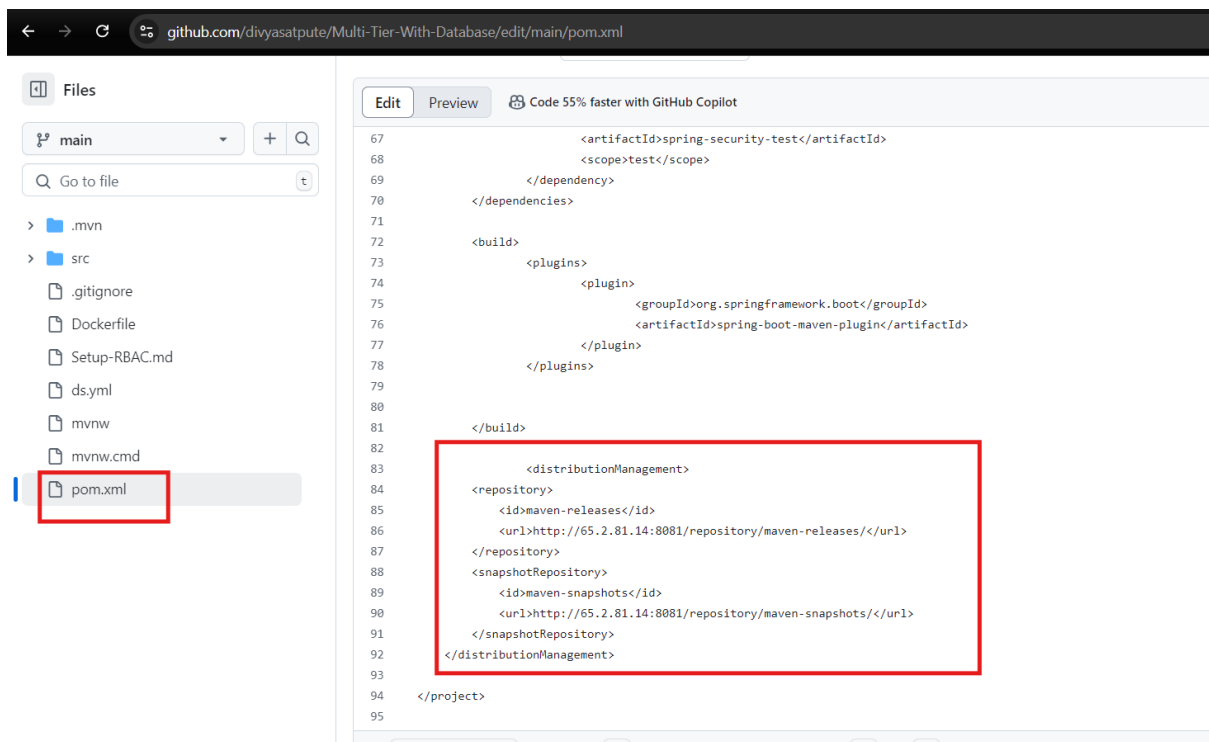 github.com/divyasatpute/Multi-Tier-With-Database/edit/main/pom.xml
Files
main
Go to file
t
.mvn
src
.gitignore
Dockerfile
Setup-RBAC.md
ds.yml
mvnw
mvnw.cmd
pom.xml
Edit
Preview
Code 55% faster with GitHub Copilot
67 <artifactId>spring-security-test</artifactId>
68 <scope>test</scope>
69 </dependency>
70 </dependencies>
71
72 <build>
73 <plugins>
74 <plugin>
75 <groupId>org.springframework.boot</groupId>
76 <artifactId>spring-boot-maven-plugin</artifactId>
77 </plugin>
78 </plugins>
79
80
81 </build>
82
83 <distributionManagement>
84 <repository>
85 <id>maven-releases</id>
86 <url>http://65.2.81.14:8081/repository/maven-releases/</url>
87 </repository>
88 <snapshotRepository>
89 <id>maven-snapshots</id>
90 <url>http://65.2.81.14:8081/repository/maven-snapshots/</url>
91 </snapshotRepository>
92 </distributionManagement>
93
94 </project>
95